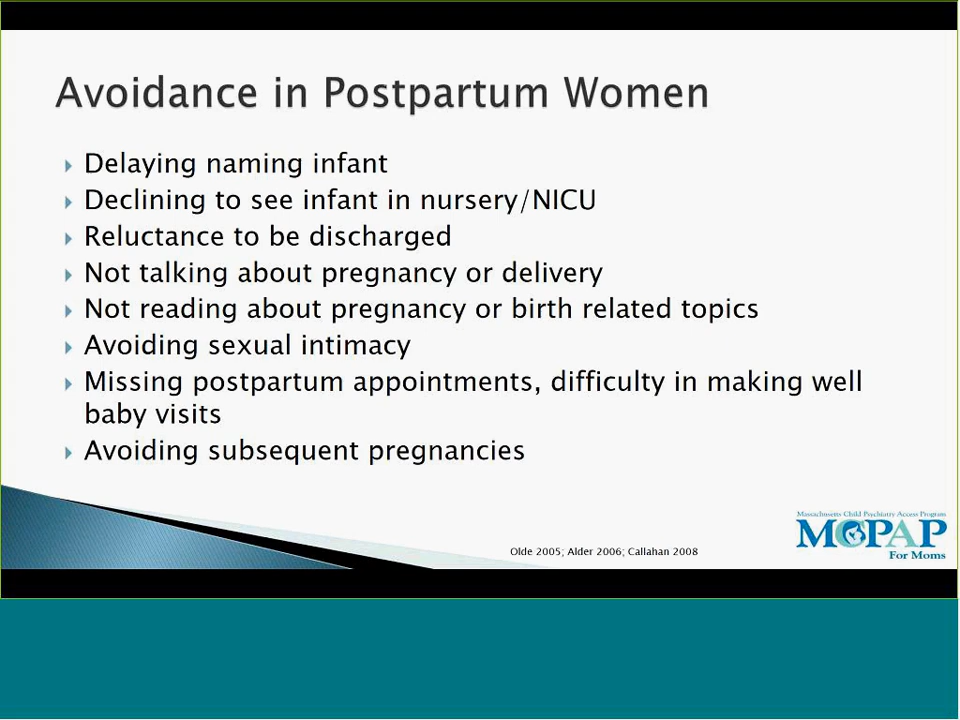 Avoidance in Postpartum Women
Delaying naming infant
Declining to see infant in nursery/NICU
Reluctance to be discharged
Not talking about pregnancy or delivery
Not reading about pregnancy or birth related topics
Avoiding sexual intimacy
Missing postpartum appointments, difficulty in making well
baby visits
Avoiding subsequent pregnancies
Olde 2005; Alder 2006; Callahan 2008
Massachusetts Child Psychiatry Access Program
MCPAP
For Moms